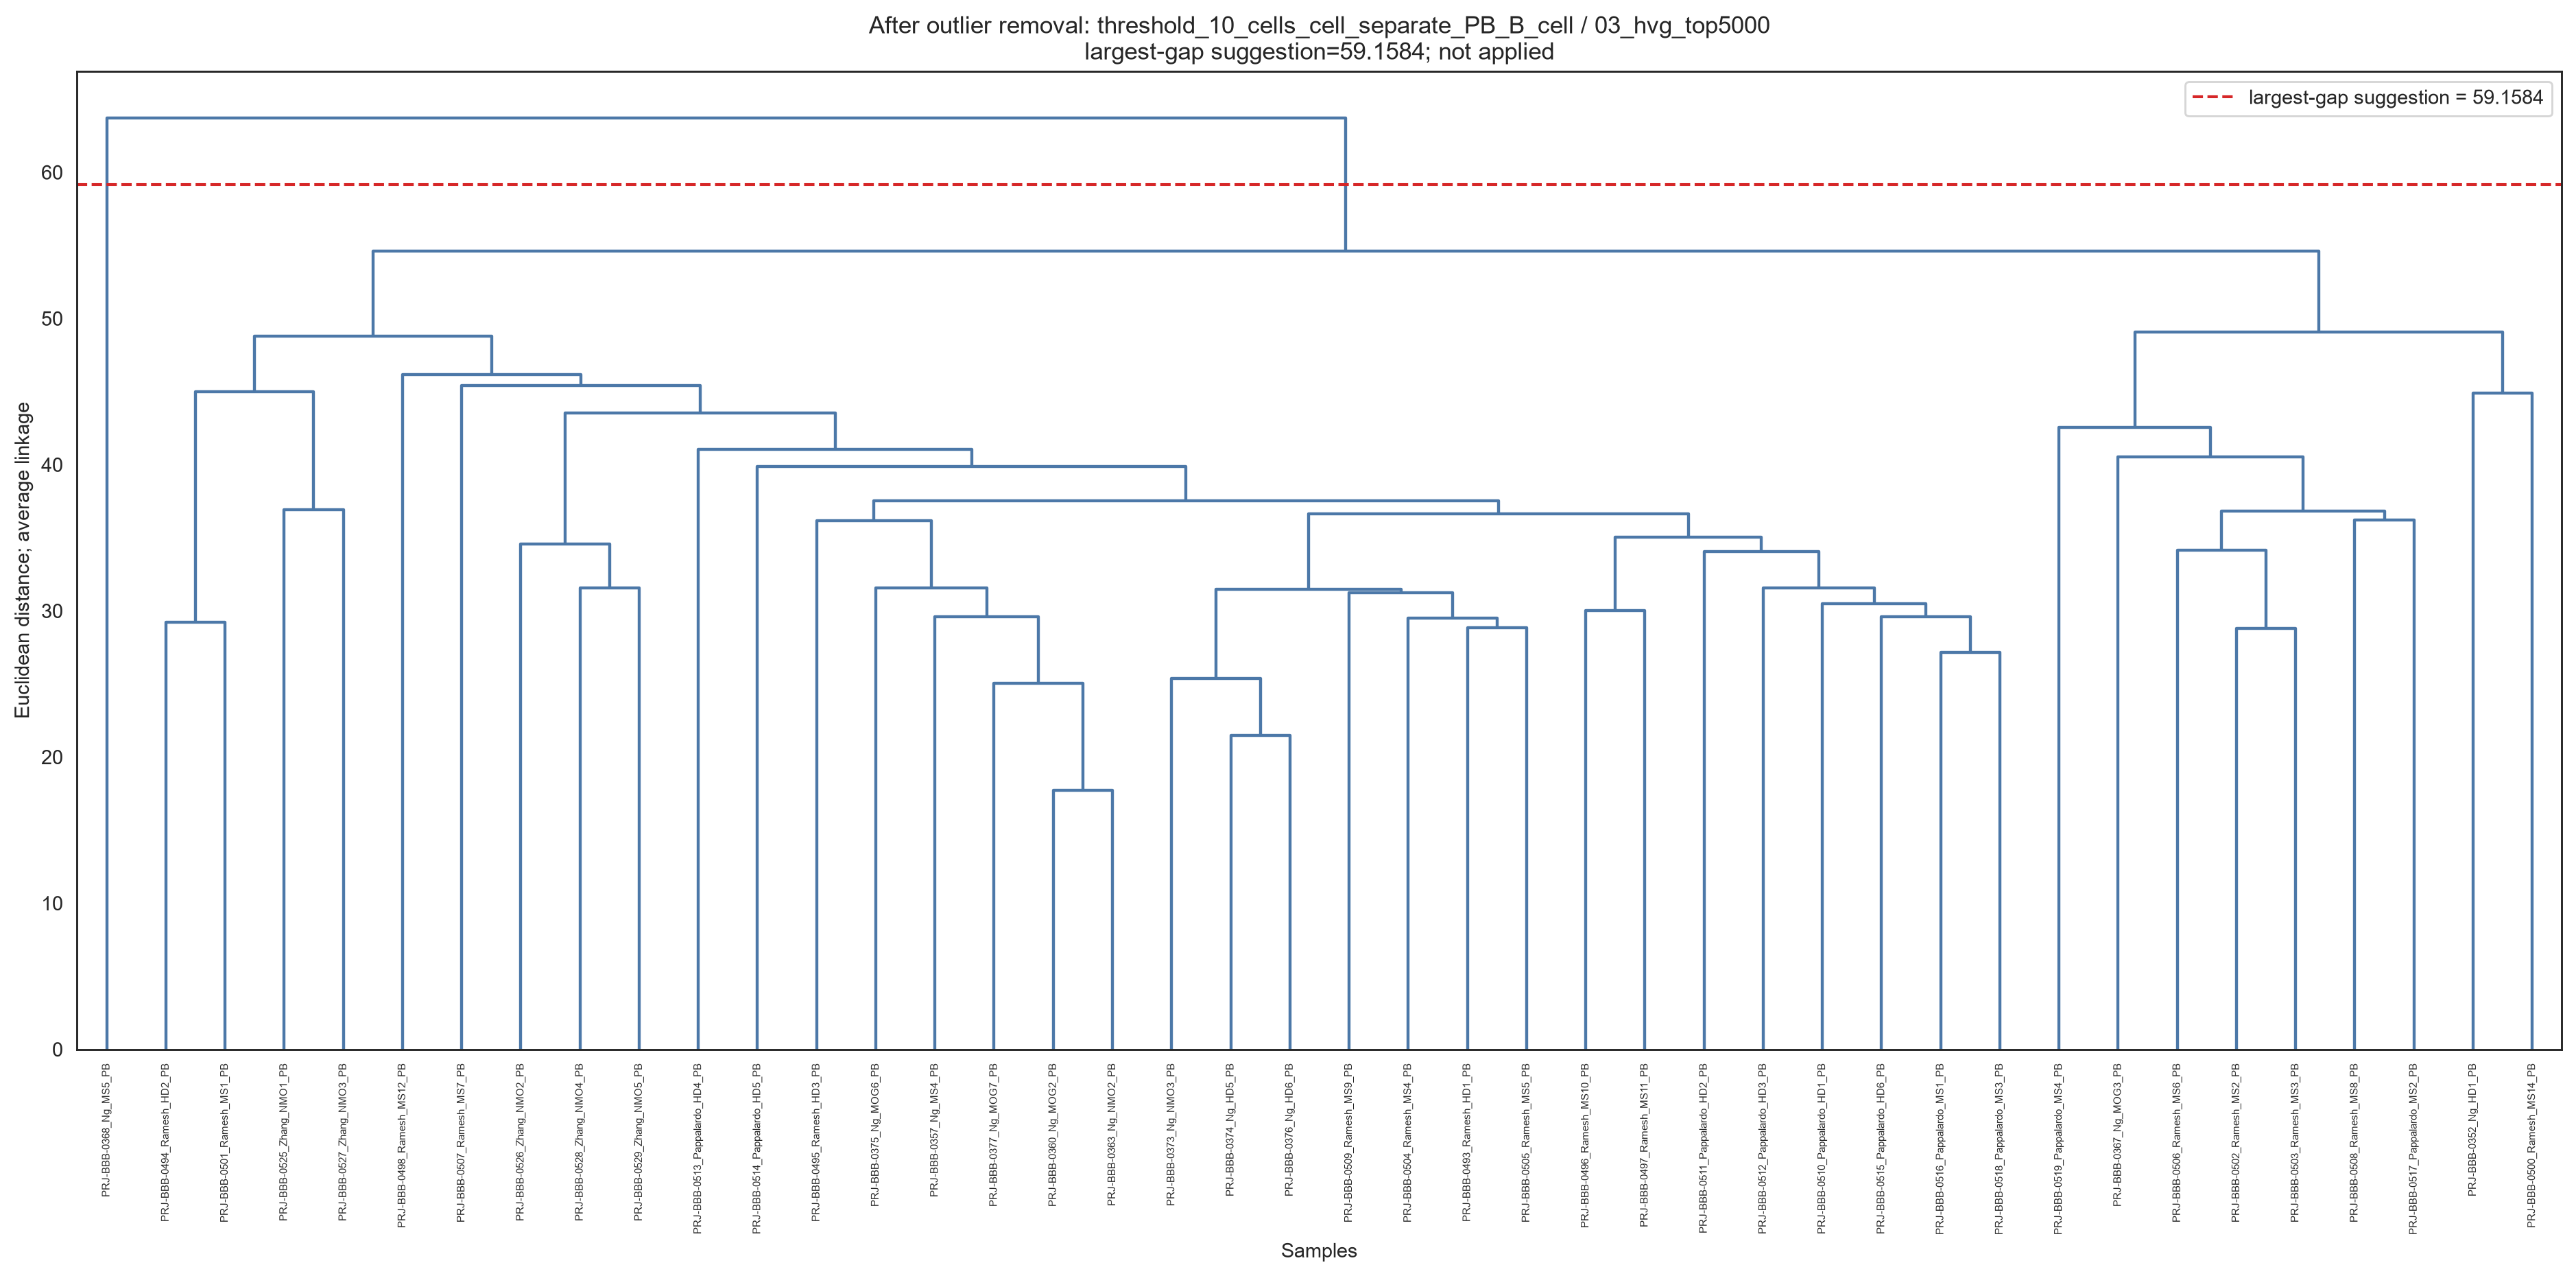 After outlier removal: threshold_10_cells_cell_separate_PB_B_cell / 03_hvg_top5000
largest-gap suggestion=59.1584; not applied
largest-gap suggestion = 59.1584
Euclidean distance; average linkage
60
50
40
30
20
10
0
PRJ-BBB-0368_Ng_MS5_PB
PRJ-BBB-0494_Ramesh_HD2_PB
PRJ-BBB-0501_Ramesh_MS1_PB
PRJ-BBB-0525_Zhang_NMO1_PB
PRJ-BBB-0527_Zhang_NMO3_PB
PRJ-BBB-0498_Ramesh_MS12_PB
PRJ-BBB-0507_Ramesh_MS7_PB
PRJ-BBB-0526_Zhang_NMO2_PB
PRJ-BBB-0528_Zhang_NMO4_PB
PRJ-BBB-0529_Zhang_NMO5_PB
PRJ-BBB-0513_Pappalardo_HD4_PB
PRJ-BBB-0514_Pappalardo_HD5_PB
PRJ-BBB-0495_Ramesh_HD3_PB
PRJ-BBB-0375_Ng_MOG6_PB
PRJ-BBB-0357_Ng_MS4_PB
PRJ-BBB-0377_Ng_MOG7_PB
PRJ-BBB-0360_Ng_MOG2_PB
PRJ-BBB-0363_Ng_NMO2_PB
PRJ-BBB-0373_Ng_NMO3_PB
PRJ-BBB-0374_Ng_HD5_PB
PRJ-BBB-0376_Ng_HD6_PB
PRJ-BBB-0509_Ramesh_MS9_PB
PRJ-BBB-0504_Ramesh_MS4_PB
PRJ-BBB-0493_Ramesh_HD1_PB
PRJ-BBB-0505_Ramesh_MS5_PB
PRJ-BBB-0496_Ramesh_MS10_PB
PRJ-BBB-0497_Ramesh_MS11_PB
PRJ-BBB-0511_Pappalardo_HD2_PB
PRJ-BBB-0512_Pappalardo_HD3_PB
PRJ-BBB-0510_Pappalardo_HD1_PB
PRJ-BBB-0515_Pappalardo_HD6_PB
PRJ-BBB-0516_Pappalardo_MS1_PB
PRJ-BBB-0518_Pappalardo_MS3_PB
PRJ-BBB-0519_Pappalardo_MS4_PB
PRJ-BBB-0367_Ng_MOG3_PB
PRJ-BBB-0506_Ramesh_MS6_PB
PRJ-BBB-0502_Ramesh_MS2_PB
PRJ-BBB-0503_Ramesh_MS3_PB
PRJ-BBB-0508_Ramesh_MS8_PB
PRJ-BBB-0517_Pappalardo_MS2_PB
PRJ-BBB-0352_Ng_HD1_PB
PRJ-BBB-0500_Ramesh_MS14_PB
Samples